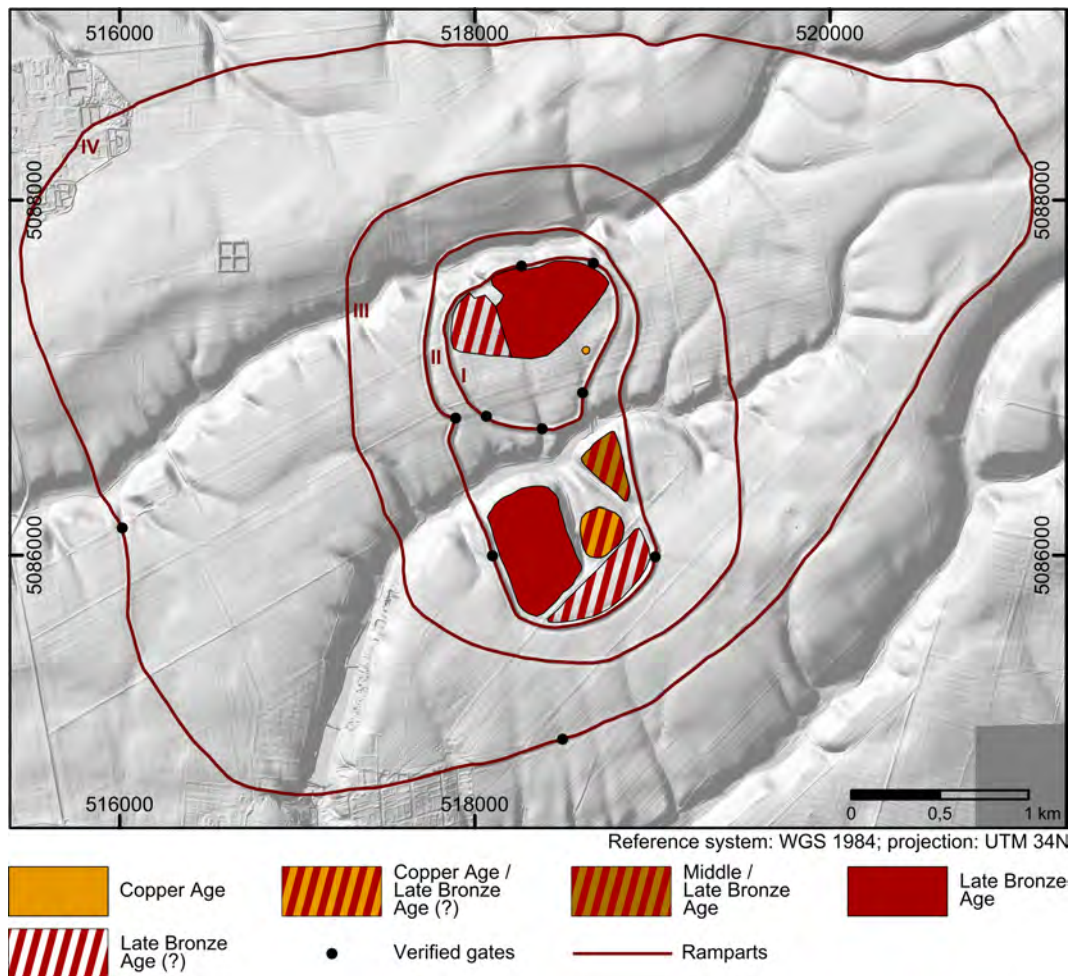 516000
518000
520000
IV
5088000
5088000
III
II
I
5086000
5086000
516000
518000
0
0,5
1 km
Reference system: WGS 1984; projection: UTM 34N
Copper Age
Copper Age /
Late Bronze
Age (?)
Middle /
Late Bronze
Age
Late Bronze
Age
Late Bronze
Age (?)
Verified gates
Ramparts